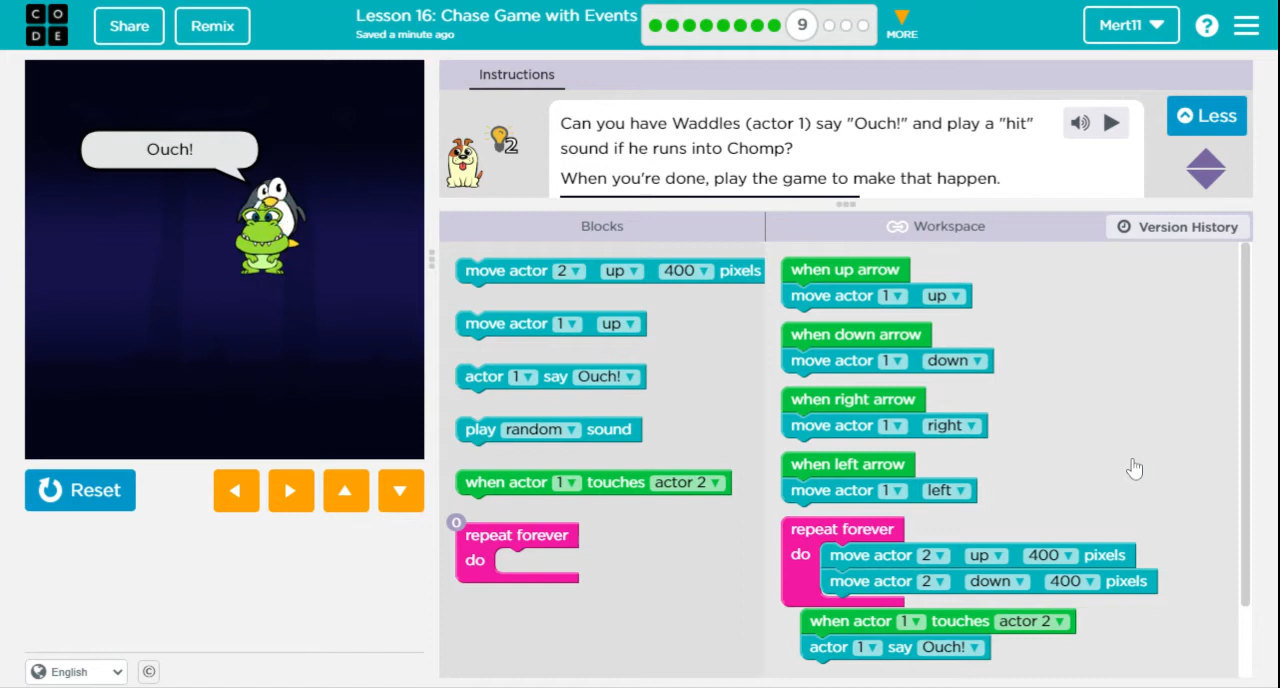 C O
D E
Share
Remix
Lesson 16: Chase Game with Events
Saved a minute ago
9
MORE
Mert11
?
Ouch!
Instructions
2
Can you have Waddles (actor 1) say "Ouch!" and play a "hit"
sound if he runs into Chomp?
When you're done, play the game to make that happen.
Less
Blocks
Workspace
Version History
move actor 2 up 400 pixels
move actor 1 up
actor 1 say Ouch!
play random sound
when actor 1 touches actor 2
0
repeat forever
do
when up arrow
move actor 1 up
when down arrow
move actor 1 down
when right arrow
move actor 1 right
when left arrow
move actor 1 left
repeat forever
do move actor 2 up 400 pixels
move actor 2 down 400 pixels
when actor 1 touches actor 2
actor 1 say Ouch!
Reset
English
©